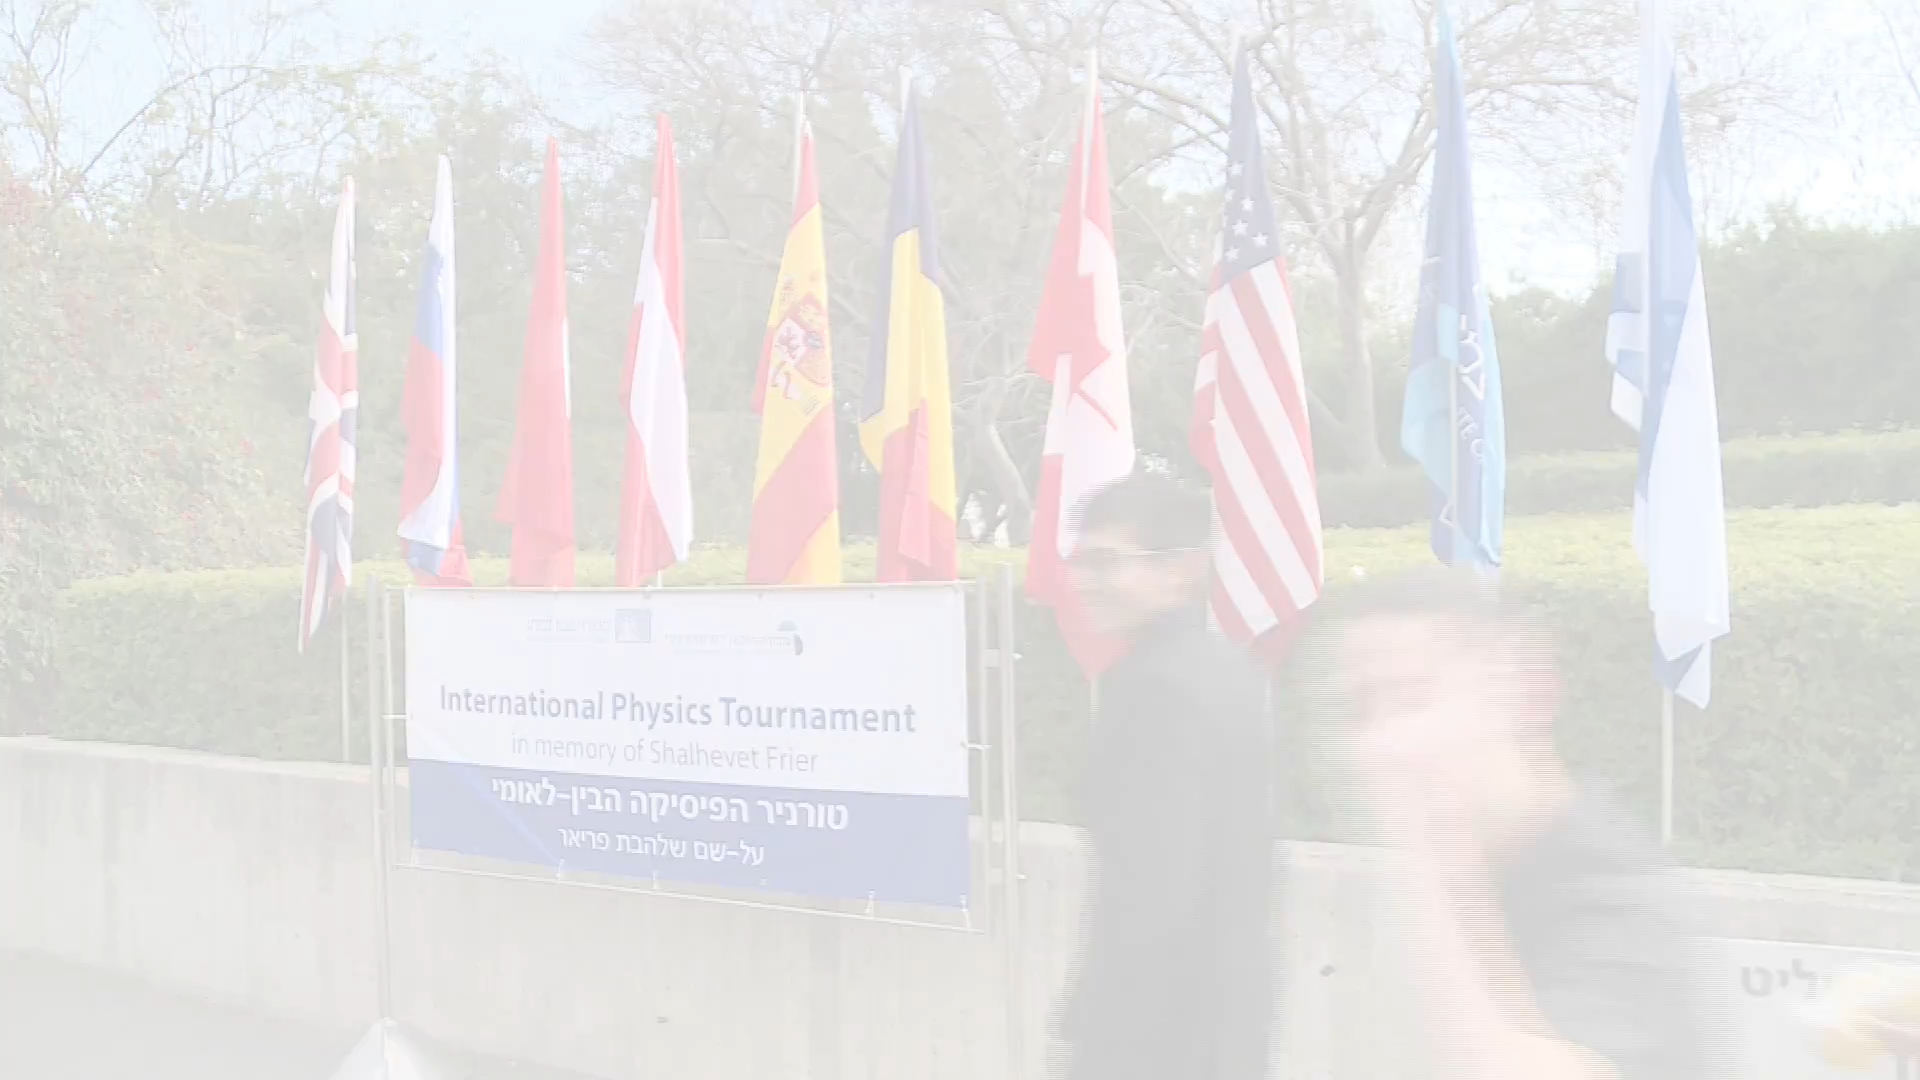 International Physics Tournament
in memory of Shalhevet Frier
טורניר הפיסיקה הבין-לאומי
על-שם שלהבת פריאר